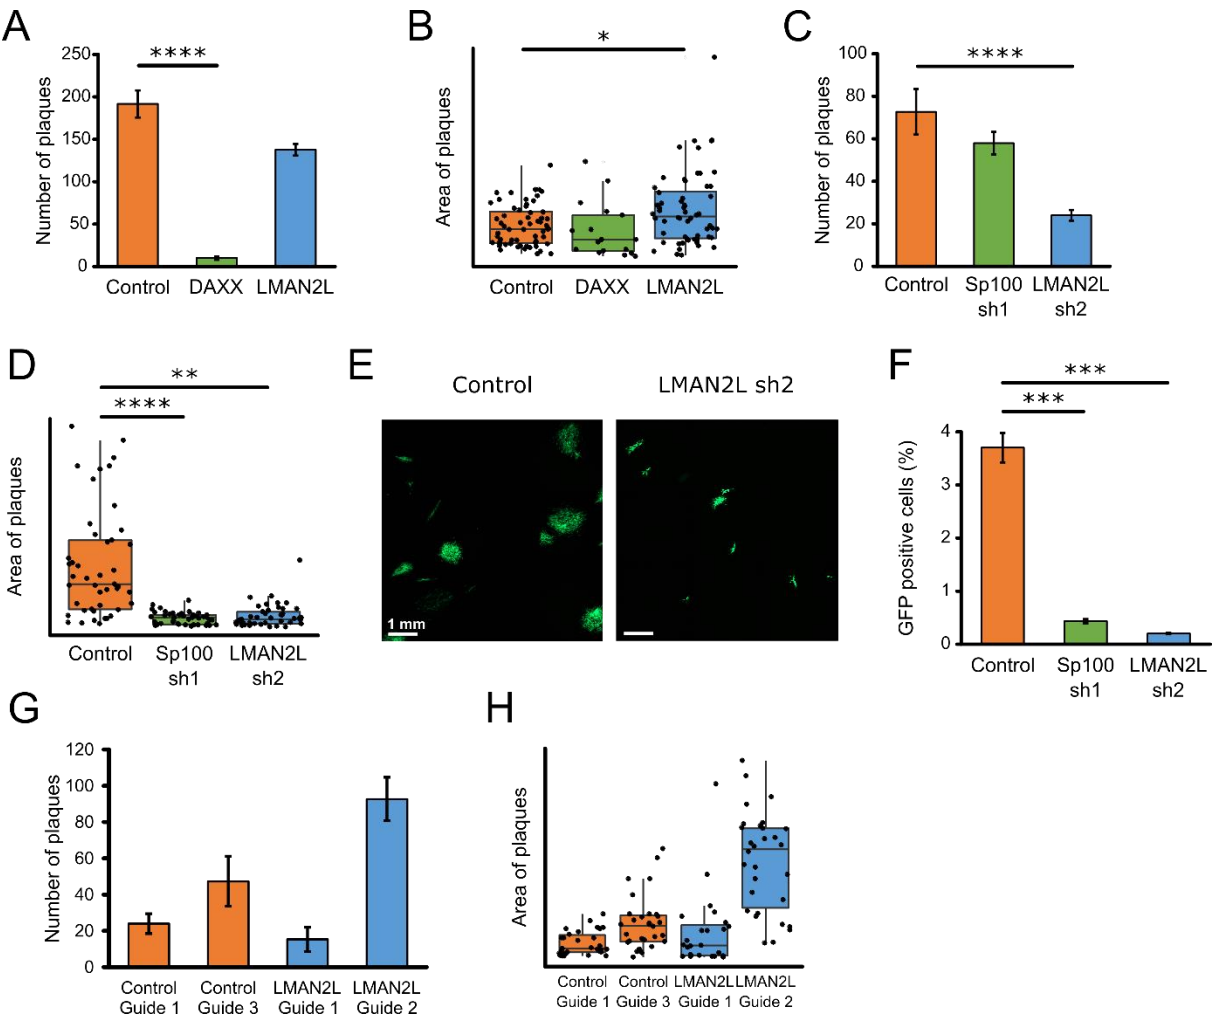 A
Number of plaques
250
200
150
100
50
0
****
Control DAXX LMAN2L
B
Area of plaques
*
Control DAXX LMAN2L
C
Number of plaques
100
80
60
40
20
0
****
Control Sp100 LMAN2L
sh1 sh2
D
Area of plaques
**
****
Control Sp100 LMAN2L
sh1 sh2
E
Control LMAN2L sh2
1 mm
F
GFP positive cells (%)
4
3
2
1
0
***
***
Control Sp100 LMAN2L
sh1 sh2
G
Number of plaques
120
100
80
60
40
20
0
Control Control LMAN2L LMAN2L
Guide 1 Guide 3 Guide 1 Guide 2
H
Area of plaques
Control Control LMAN2L LMAN2L
Guide 1 Guide 3 Guide 1 Guide 2